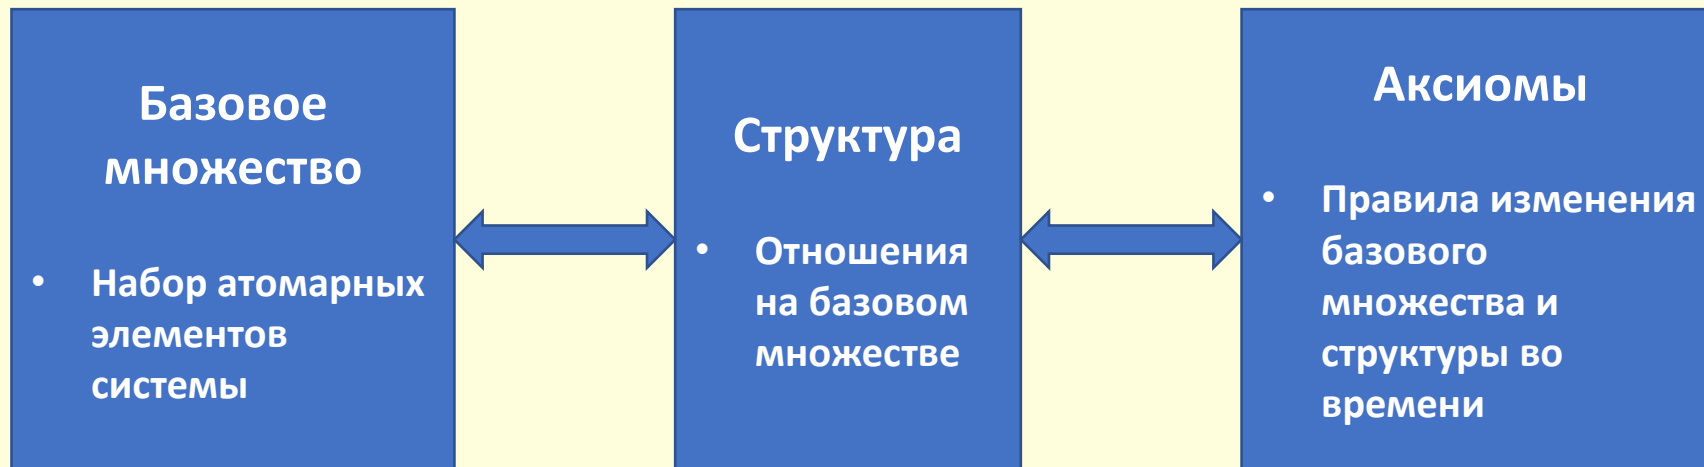 Базовое
множество
• Набор атомарных
элементов
системы
Структура
• Отношения
на базовом
множестве
Аксиомы
• Правила изменения
базового
множества и
структуры во
времени